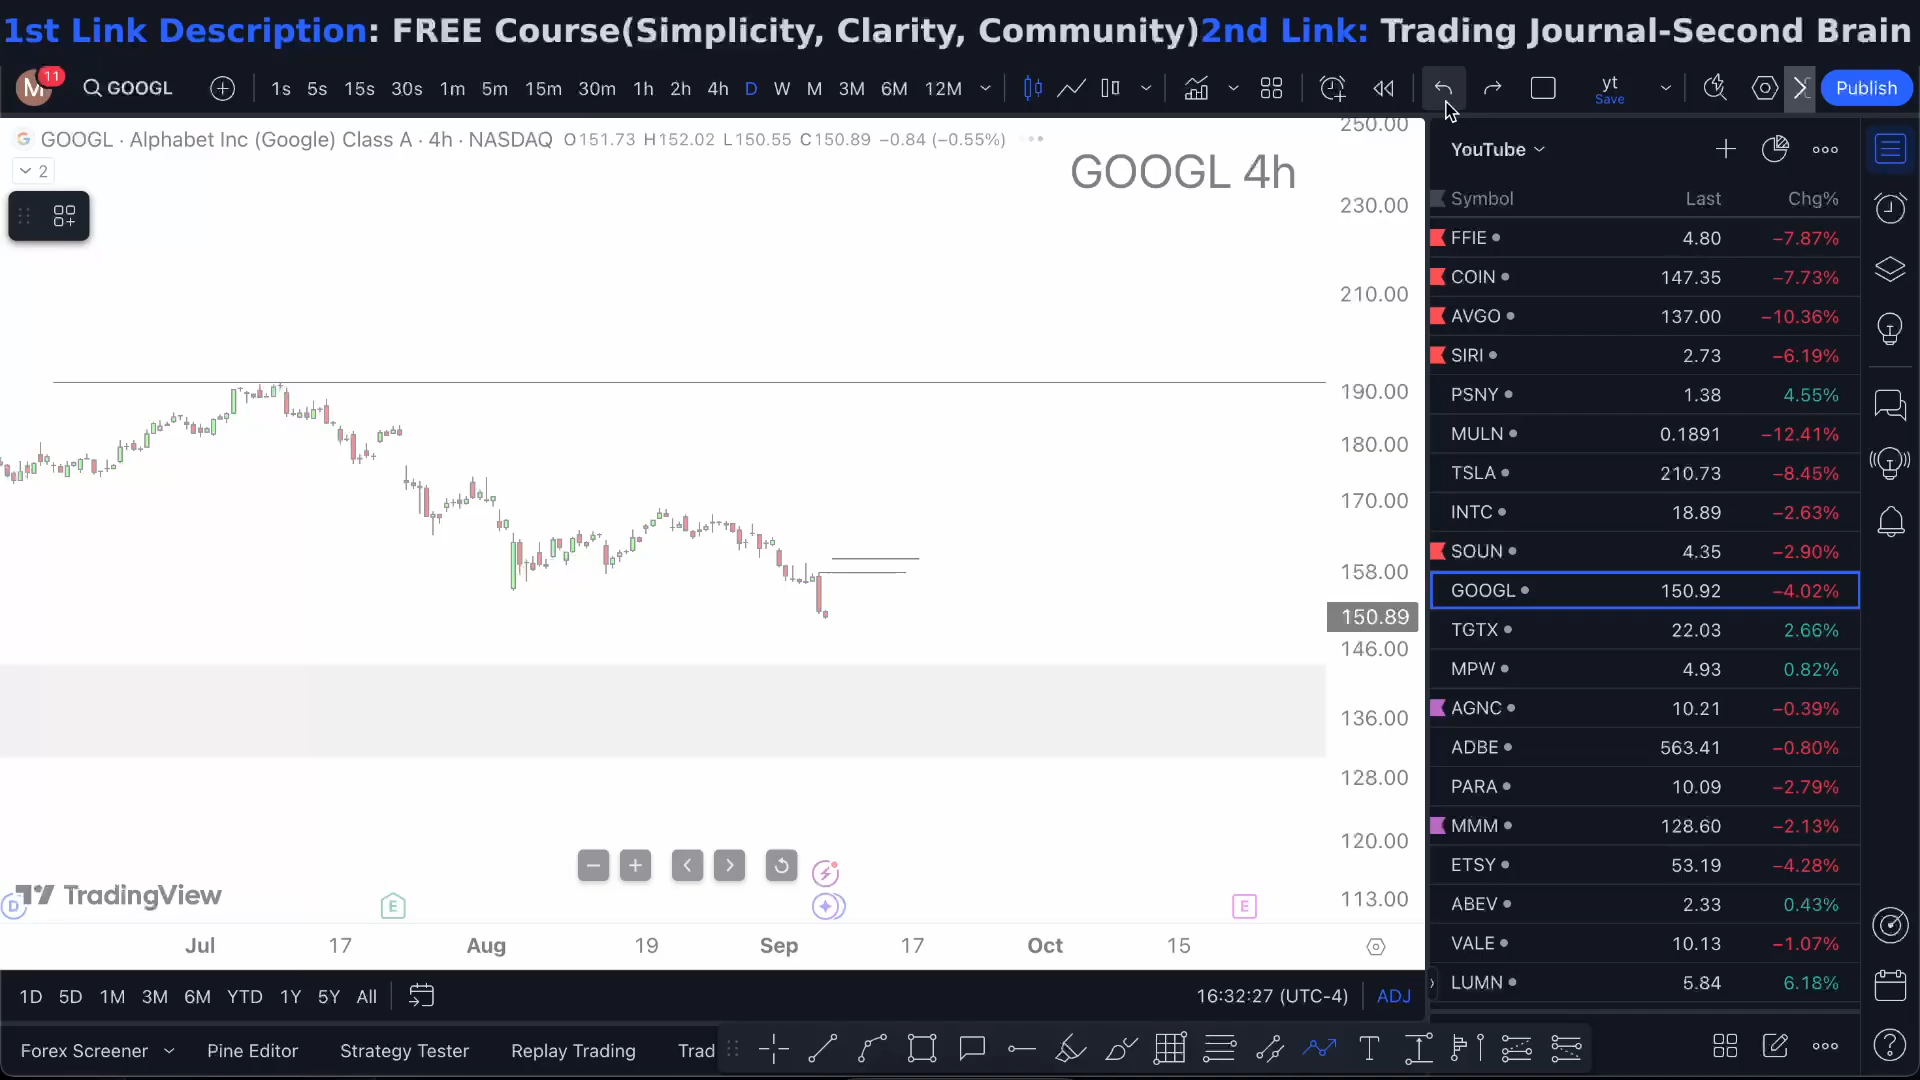 1st Link Description: FREE Course(Simplicity, Clarity, Community)2nd Link: Trading Journal-Second Brain
M 11 GOOGL 1s 5s 15s 30s 1m 5m 15m 30m 1h 2h 4h D W M 3M 6M 12M yt Save Publish
GOOGL · Alphabet Inc (Google) Class A · 4h · NASDAQ O151.73 H152.02 L150.55 C150.89 −0.84 (−0.55%)
2
GOOGL 4h
250.00
230.00
210.00
190.00
180.00
170.00
158.00
150.89
146.00
136.00
128.00
120.00
113.00
TradingView
D E E
Jul 17 Aug 19 Sep 17 Oct 15
YouTube
Symbol Last Chg%
FFIE 4.80 −7.87%
COIN 147.35 −7.73%
AVGO 137.00 −10.36%
SIRI 2.73 −6.19%
PSNY 1.38 4.55%
MULN 0.1891 −12.41%
TSLA 210.73 −8.45%
INTC 18.89 −2.63%
SOUN 4.35 −2.90%
GOOGL 150.92 −4.02%
TGTX 22.03 2.66%
MPW 4.93 0.82%
AGNC 10.21 −0.39%
ADBE 563.41 −0.80%
PARA 10.09 −2.79%
MMM 128.60 −2.13%
ETSY 53.19 −4.28%
ABEV 2.33 0.43%
VALE 10.13 −1.07%
LUMN 5.84 6.18%
1D 5D 1M 3M 6M YTD 1Y 5Y All 16:32:27 (UTC-4) ADJ
Forex Screener Pine Editor Strategy Tester Replay Trading Trad